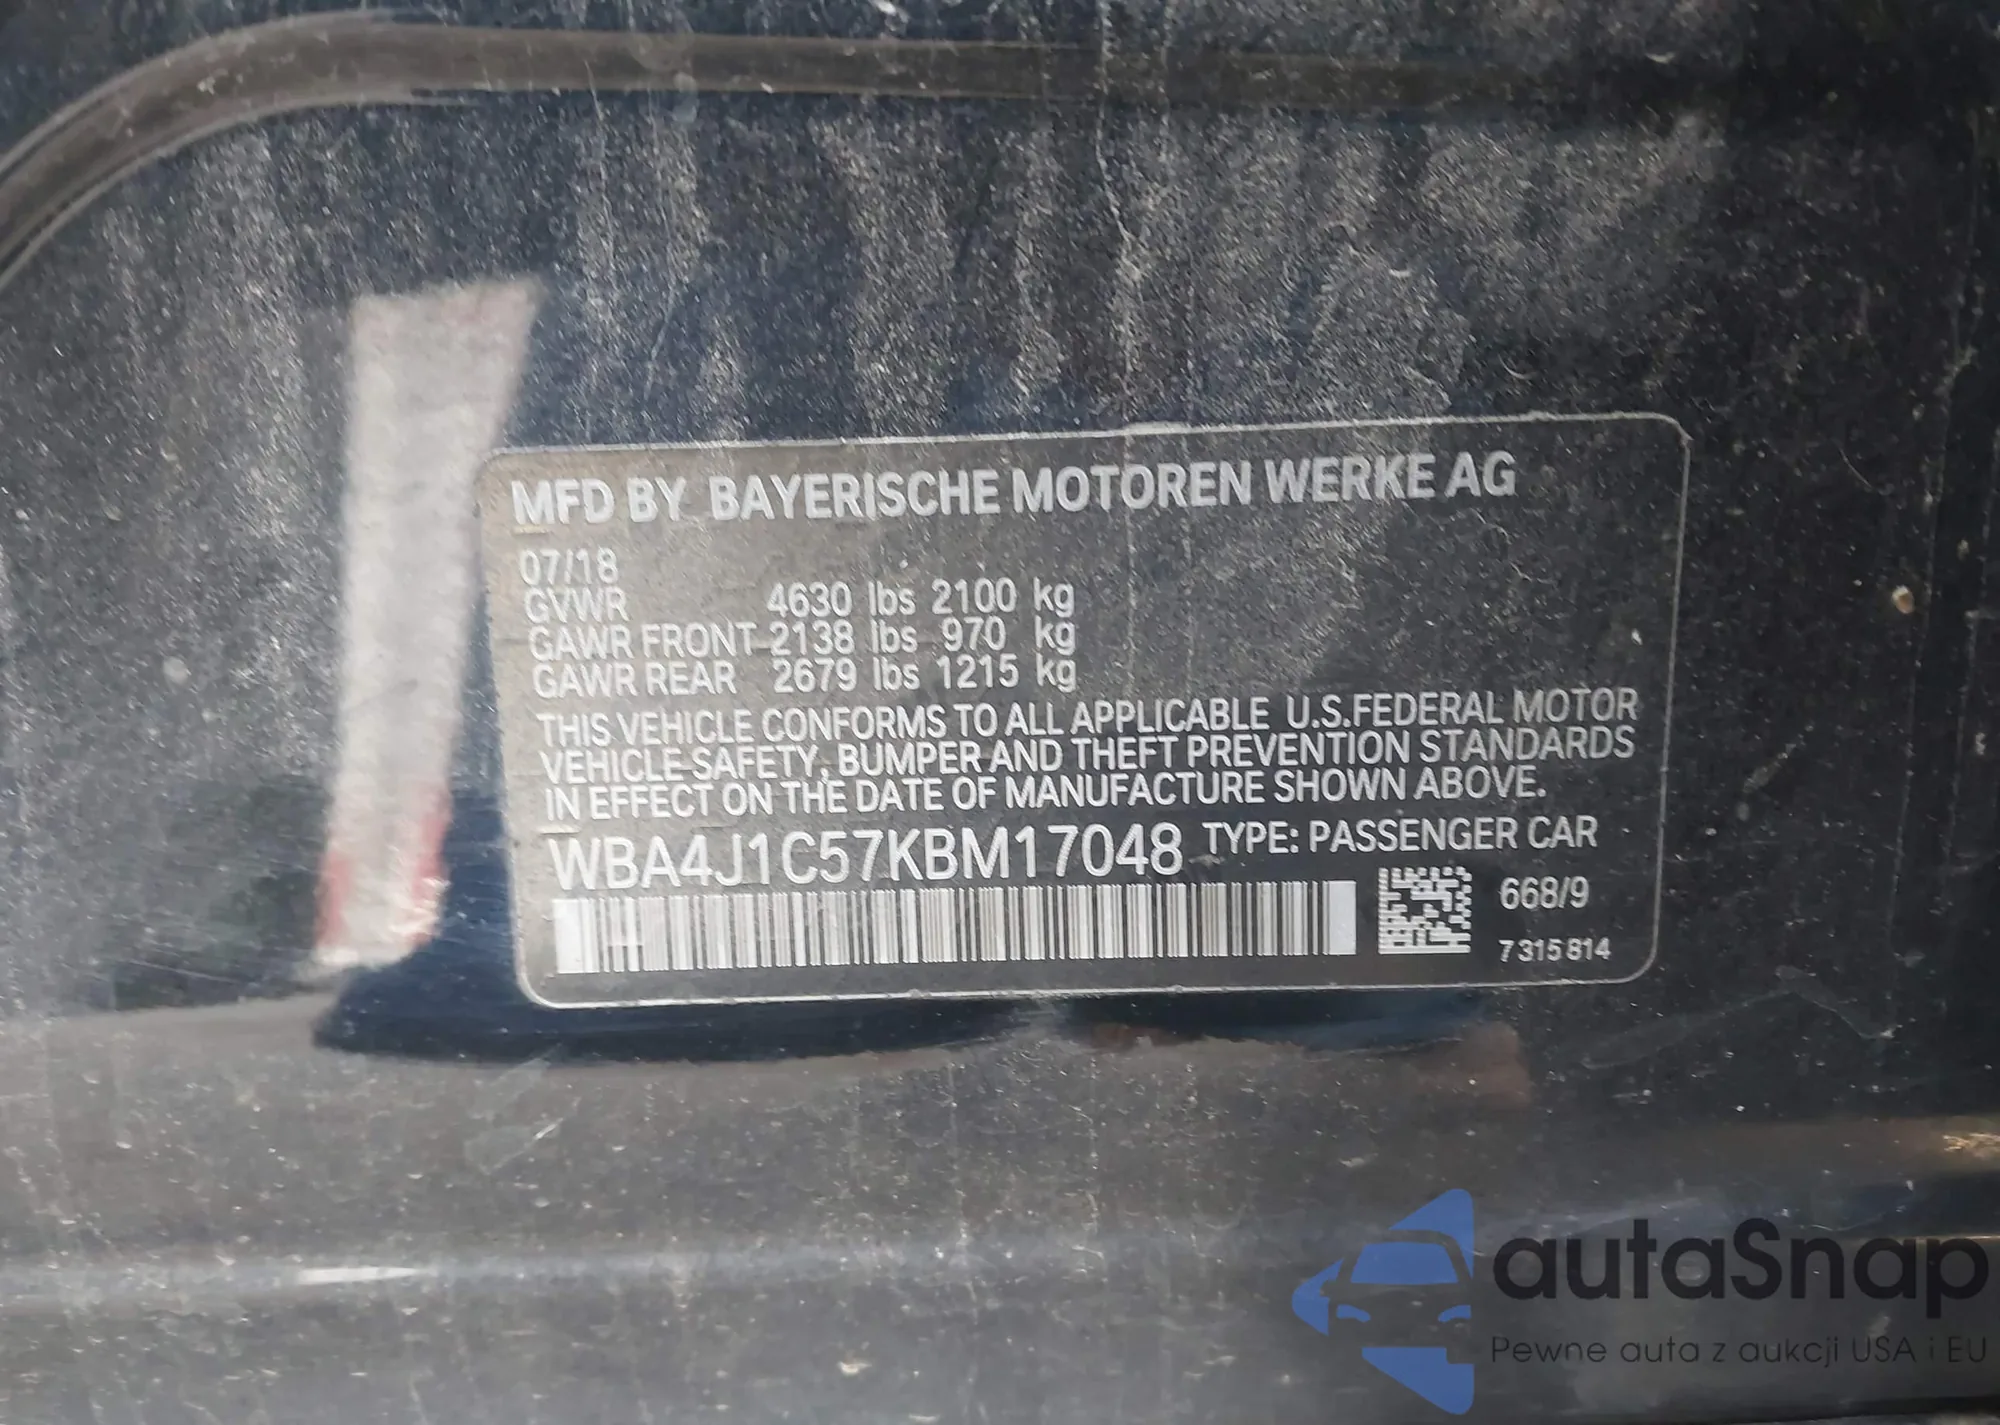 MFD BY BAYERISCHE MOTOREN WERKE AG
07/18
GVWR 4630 lbs 2100 kg
GAWR FRONT 2138 lbs 970 kg
GAWR REAR 2679 lbs 1215 kg
THIS VEHICLE CONFORMS TO ALL APPLICABLE U.S.FEDERAL MOTOR
VEHICLE SAFETY, BUMPER AND THEFT PREVENTION STANDARDS
IN EFFECT ON THE DATE OF MANUFACTURE SHOWN ABOVE.
WBA4J1C57KBM17048 TYPE: PASSENGER CAR
668/9
7315814
autaSnap
Pewne auta z aukcji USA i EU